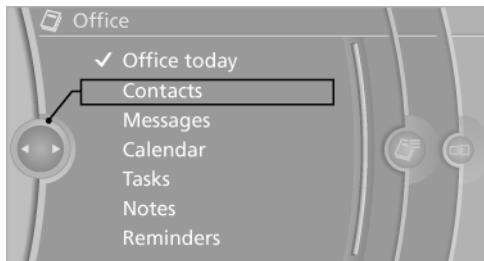 Office
Office today
Contacts
Messages
Calendar
Tasks
Notes
Reminders